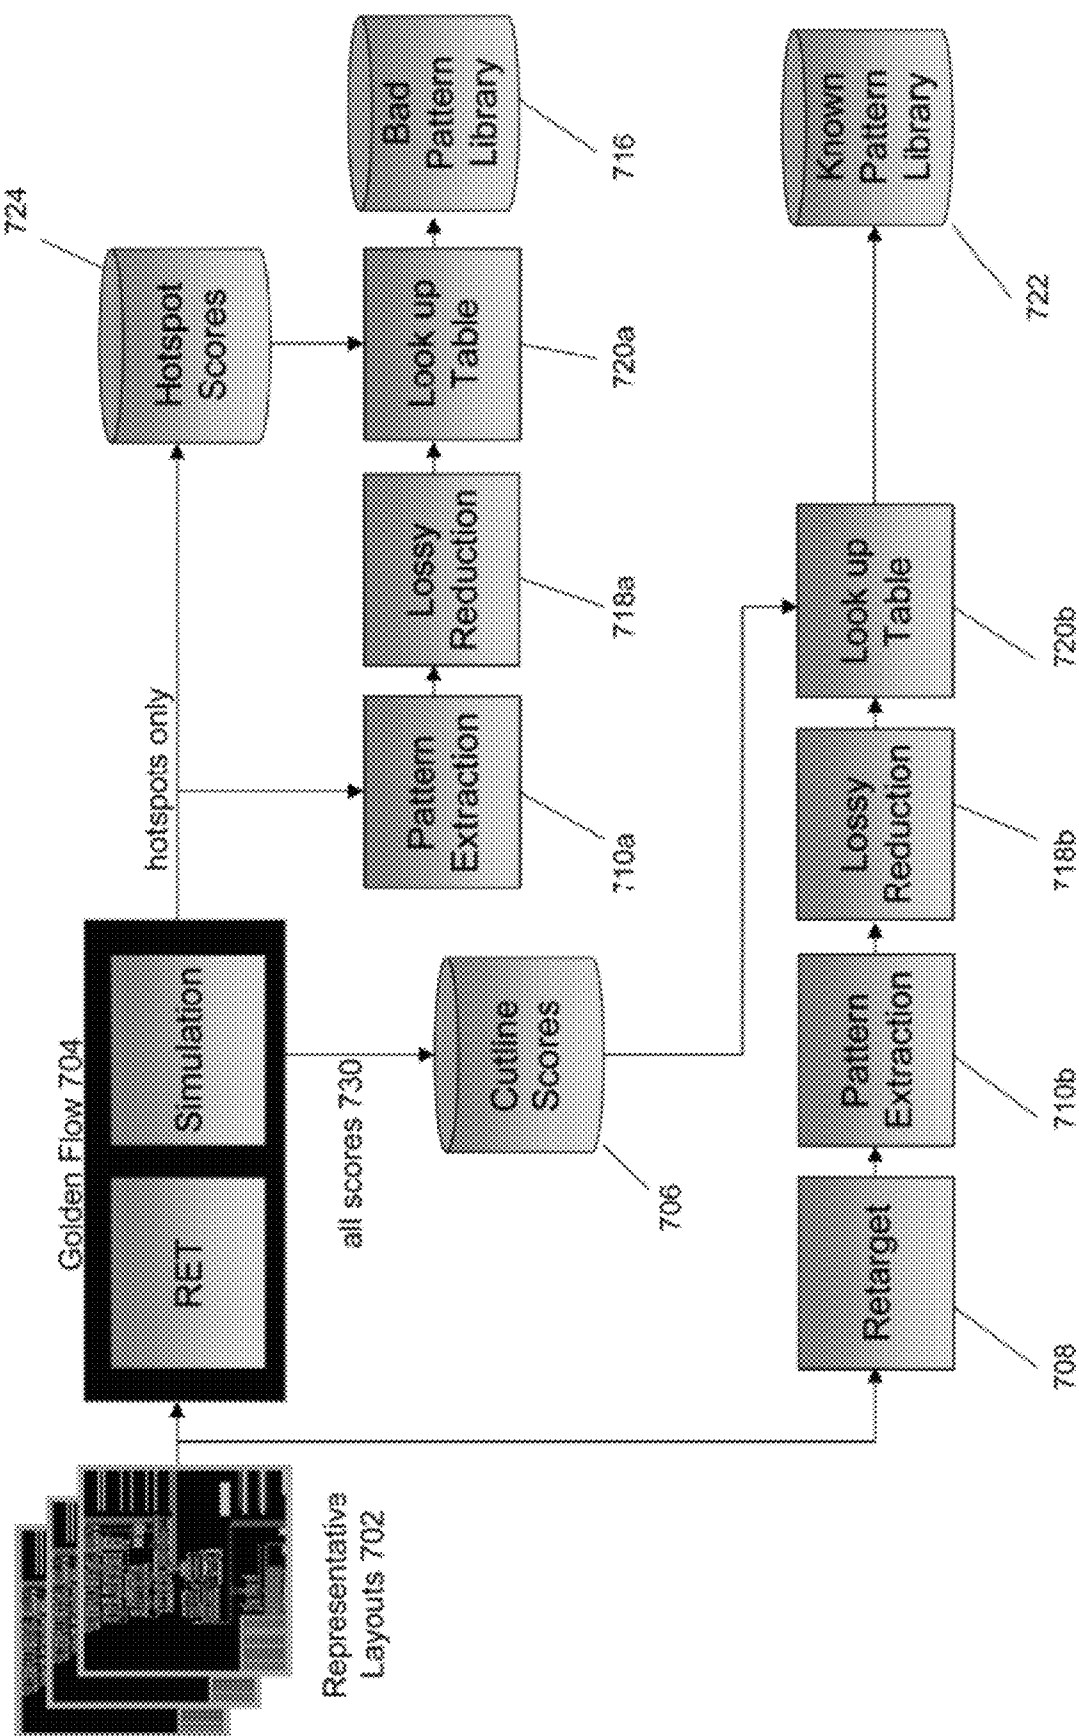 Representative
Layouts 702
Golden Flow 704
RET
Simulation
hotspots only
Hotspot
Scores
724
all scores 730
Cutline
Scores
706
Pattern
Extraction
710a
Lossy
Reduction
718a
Look up
Table
720a
Bad
Pattern
Library
716
Retarget
708
Pattern
Extraction
710b
Lossy
Reduction
718b
Look up
Table
720b
Known
Pattern
Library
722